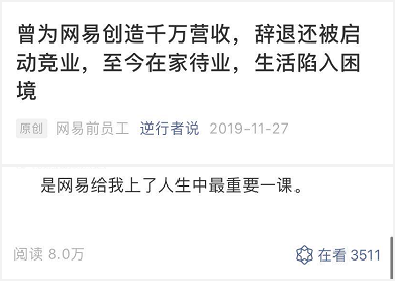 曾为网易创造千万营收，辞退还被启
动竞业，至今在家待业，生活陷入困
境
原创 网易前员工 逆行者说 2019-11-27
是网易给我上了人生中最重要一课。
阅读 8.0万 在看 3511